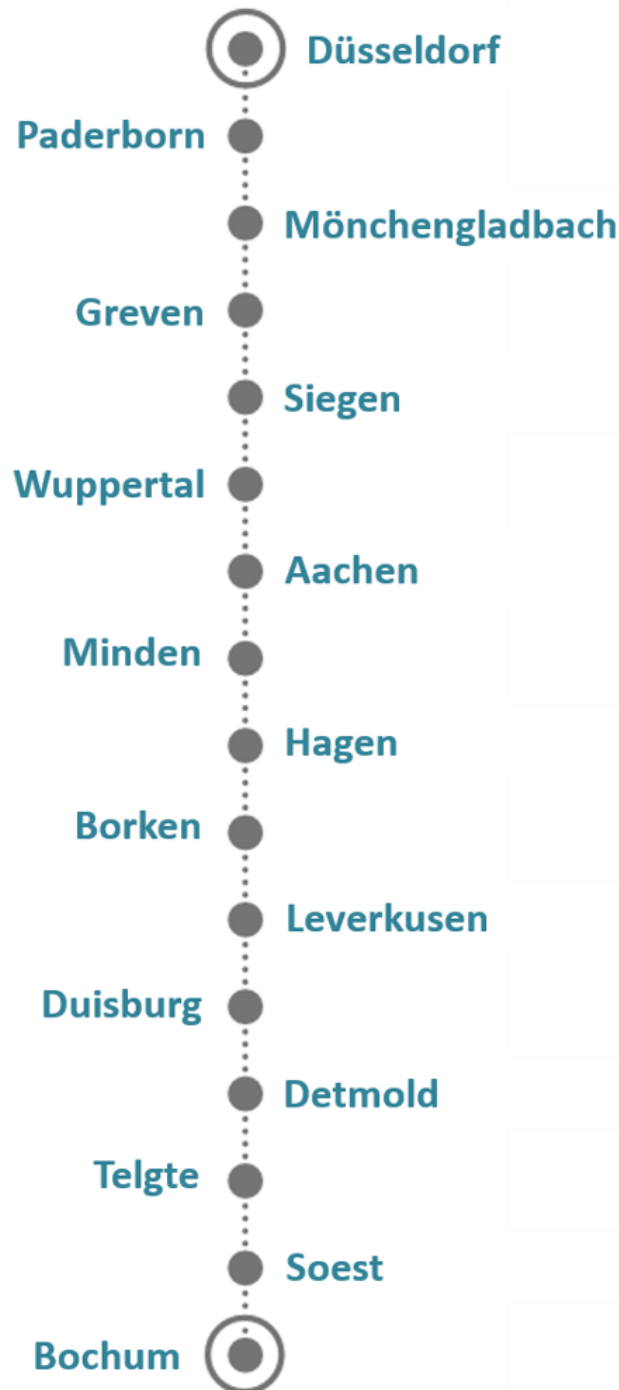 Düsseldorf
Paderborn
Mönchengladbach
Greven
Siegen
Wuppertal
Aachen
Minden
Hagen
Borken
Leverkusen
Duisburg
Detmold
Telgte
Soest
Bochum